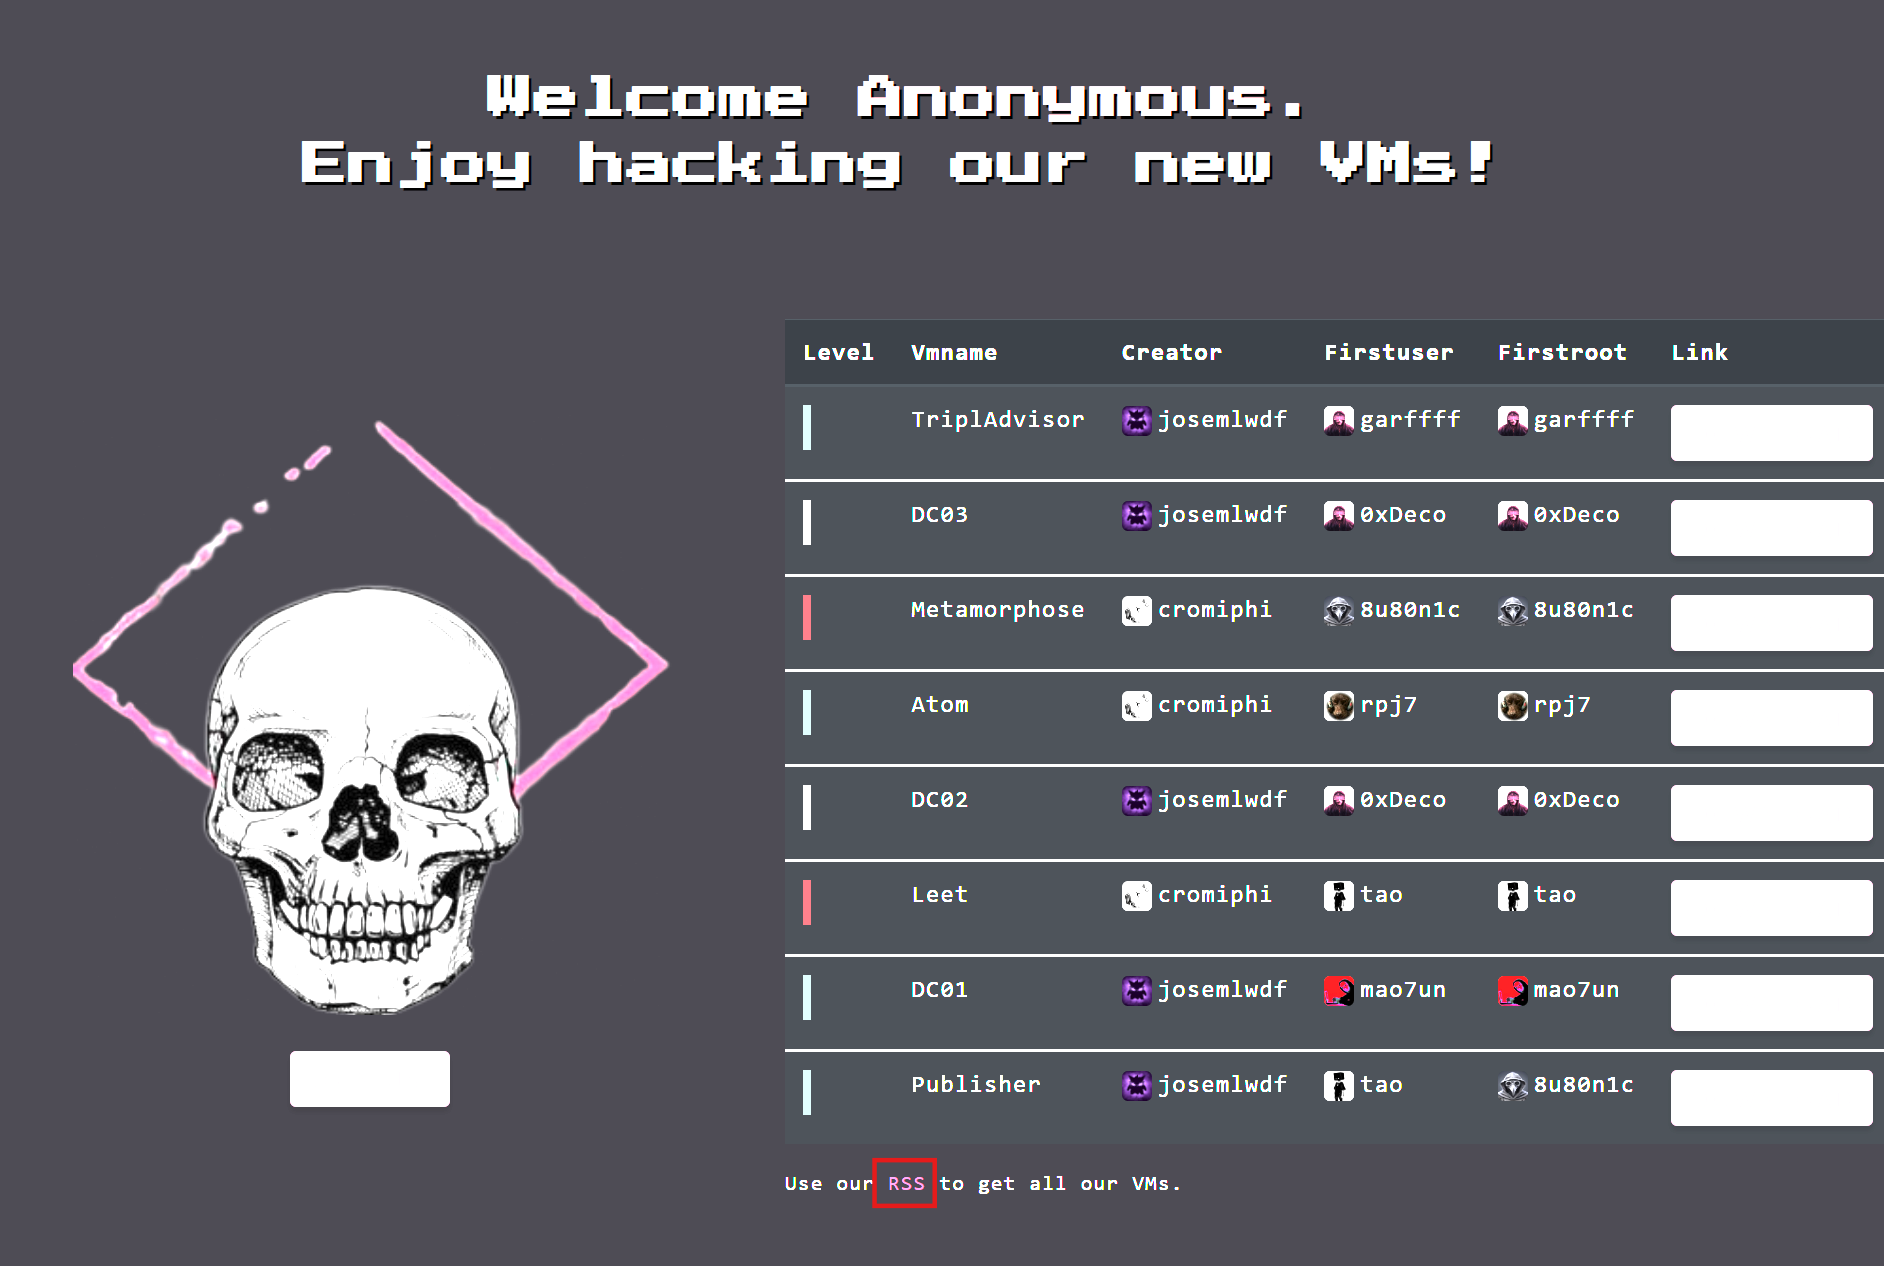 Welcome Anonymous.
Enjoy hacking our new VMs!
Level Vmname Creator Firstuser Firstroot Link
TriplAdvisor josemlwdf garffff garffff
DC03 josemlwdf 0xDeco 0xDeco
Metamorphose cromiphi 8u80n1c 8u80n1c
Atom cromiphi rpj7 rpj7
DC02 josemlwdf 0xDeco 0xDeco
Leet cromiphi tao tao
DC01 josemlwdf mao7un mao7un
Publisher josemlwdf tao 8u80n1c
Use our RSS to get all our VMs.